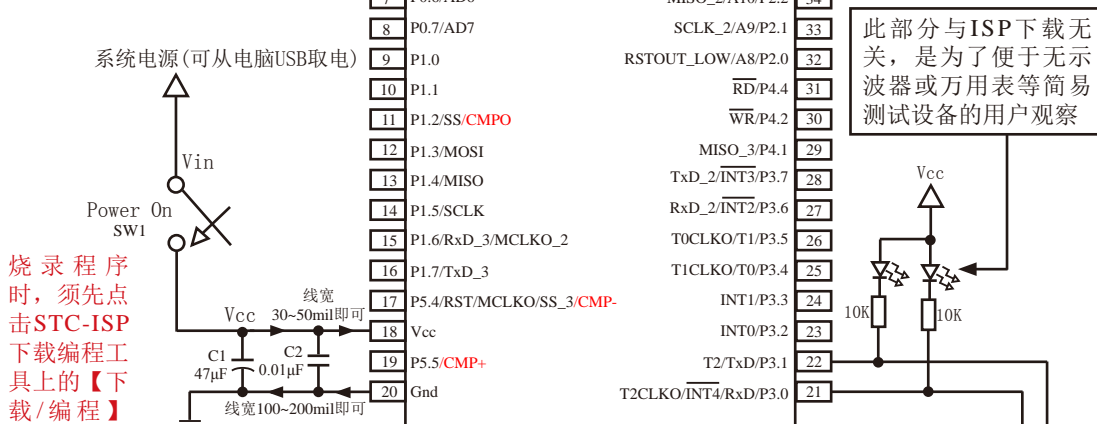 7 P0.6/AD6
8 P0.7/AD7
9 P1.0
10 P1.1
11 P1.2/SS/CMPO
12 P1.3/MOSI
13 P1.4/MISO
14 P1.5/SCLK
15 P1.6/RxD_3/MCLKO_2
16 P1.7/TxD_3
17 P5.4/RST/MCLKO/SS_3/CMP-
18 Vcc
19 P5.5/CMP+
20 Gnd
MISO_2/A10/P2.2 34
SCLK_2/A9/P2.1 33
RSTOUT_LOW/A8/P2.0 32
RD/P4.4 31
WR/P4.2 30
MISO_3/P4.1 29
TxD_2/INT3/P3.7 28
RxD_2/INT2/P3.6 27
T0CLKO/T1/P3.5 26
T1CLKO/T0/P3.4 25
INT1/P3.3 24
INT0/P3.2 23
T2/TxD/P3.1 22
T2CLKO/INT4/RxD/P3.0 21
系统电源(可从电脑USB取电)
Vin
Power On
SW1
烧录程序
时，须先点
击STC-ISP
下载编程工
具上的【下
载/编程】
Vcc
线宽
30~50mil即可
C1
47μF
C2
0.01μF
线宽100~200mil即可
此部分与ISP下载无
关，是为了便于无示
波器或万用表等简易
测试设备的用户观察
Vcc
10K
10K